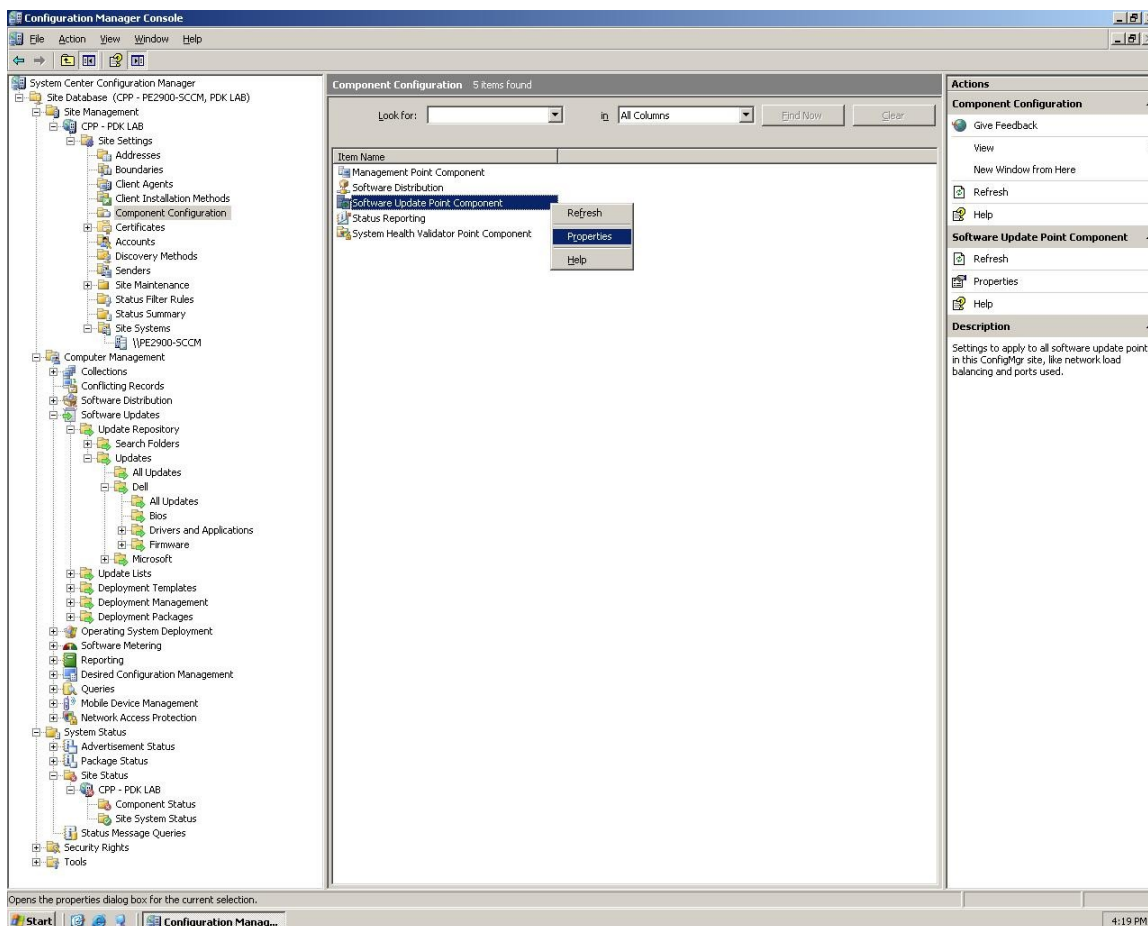 Configuration Manager Console
File Action View Window Help
System Center Configuration Manager
Site Database (CPP - PE2900-SCCM, PDK LAB)
Site Management
CPP - PDK LAB
Site Settings
Addresses
Boundaries
Client Agents
Client Installation Methods
Component Configuration
Certificates
Accounts
Discovery Methods
Senders
Site Maintenance
Status Filter Rules
Status Summary
Site Systems
\\PE2900-SCCM
Computer Management
Collections
Conflicting Records
Software Distribution
Software Updates
Update Repository
Search Folders
Updates
All Updates
Dell
All Updates
Bios
Drivers and Applications
Firmware
Microsoft
Update Lists
Deployment Templates
Deployment Management
Deployment Packages
Operating System Deployment
Software Metering
Reporting
Desired Configuration Management
Queries
Mobile Device Management
Network Access Protection
System Status
Advertisement Status
Package Status
Site Status
CPP - PDK LAB
Component Status
Site System Status
Status Message Queries
Security Rights
Tools
Component Configuration 5 items found
Look for: in All Columns Find Now Clear
Item Name
Management Point Component
Software Distribution
Software Update Point Component
Status Reporting
System Health Validator Point Component
Refresh
Properties
Help
Actions
Component Configuration
Give Feedback
View
New Window from Here
Refresh
Help
Software Update Point Component
Refresh
Properties
Help
Description
Settings to apply to all software update point
in this ConfigMgr site, like network load
balancing and ports used.
Opens the properties dialog box for the current selection.
Start Configuration Manag... 4:19 PM